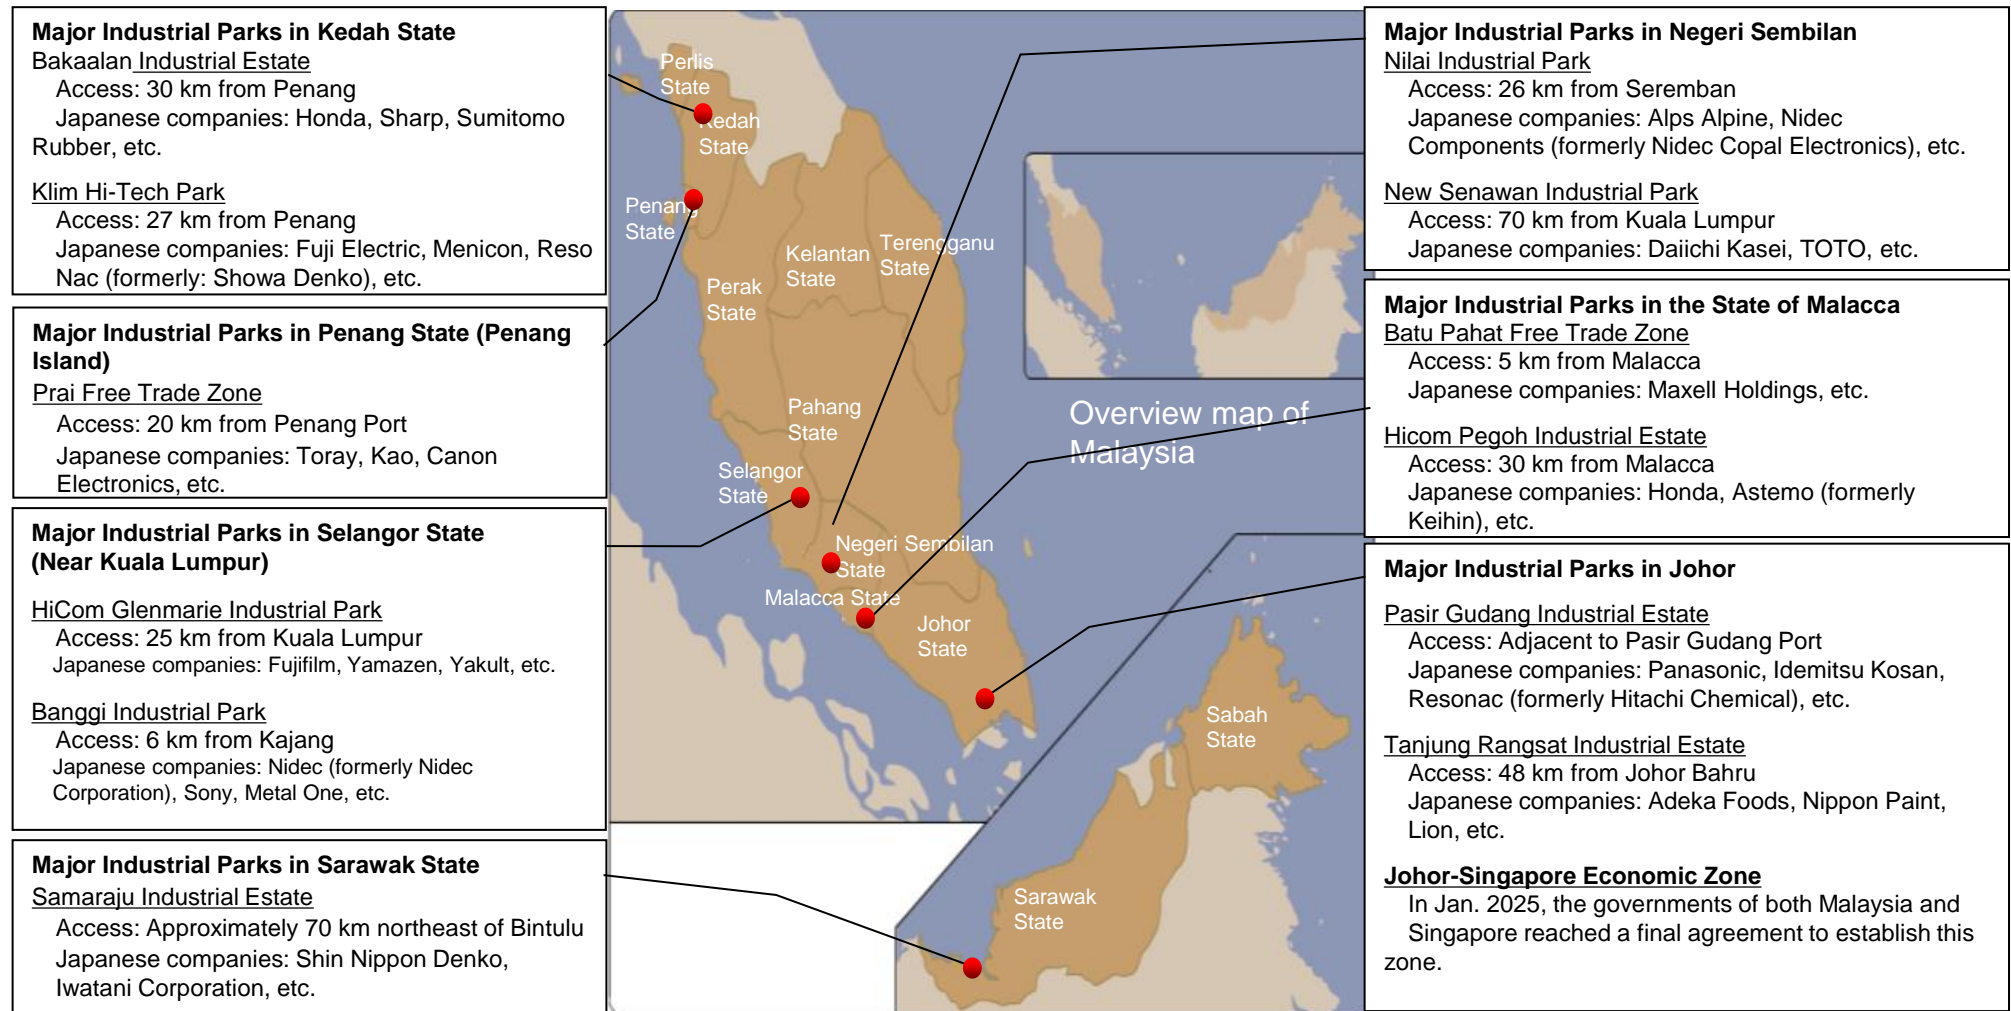 Major Industrial Parks in Kedah State
Bakaalan Industrial Estate
Access: 30 km from Penang
Japanese companies: Honda, Sharp, Sumitomo
Rubber, etc.
Klim Hi-Tech Park
Access: 27 km from Penang
Japanese companies: Fuji Electric, Menicon, Reso
Nac (formerly: Showa Denko), etc.
Major Industrial Parks in Penang State (Penang
Island)
Prai Free Trade Zone
Access: 20 km from Penang Port
Japanese companies: Toray, Kao, Canon
Electronics, etc.
Major Industrial Parks in Selangor State
(Near Kuala Lumpur)
HiCom Glenmarie Industrial Park
Access: 25 km from Kuala Lumpur
Japanese companies: Fujifilm, Yamazen, Yakult, etc.
Banggi Industrial Park
Access: 6 km from Kajang
Japanese companies: Nidec (formerly Nidec
Corporation), Sony, Metal One, etc.
Major Industrial Parks in Sarawak State
Samaraju Industrial Estate
Access: Approximately 70 km northeast of Bintulu
Japanese companies: Shin Nippon Denko,
Iwatani Corporation, etc.
Perlis
State
Kedah
State
Penang
State
Kelantan
State
Terengganu
State
Perak
State
Pahang
State
Selangor
State
Negeri Sembilan
State
Malacca State
Johor
State
Overview map of
Malaysia
Sabah
State
Sarawak
State
Major Industrial Parks in Negeri Sembilan
Nilai Industrial Park
Access: 26 km from Seremban
Japanese companies: Alps Alpine, Nidec
Components (formerly Nidec Copal Electronics), etc.
New Senawan Industrial Park
Access: 70 km from Kuala Lumpur
Japanese companies: Daiichi Kasei, TOTO, etc.
Major Industrial Parks in the State of Malacca
Batu Pahat Free Trade Zone
Access: 5 km from Malacca
Japanese companies: Maxell Holdings, etc.
Hicom Pegoh Industrial Estate
Access: 30 km from Malacca
Japanese companies: Honda, Astemo (formerly
Keihin), etc.
Major Industrial Parks in Johor
Pasir Gudang Industrial Estate
Access: Adjacent to Pasir Gudang Port
Japanese companies: Panasonic, Idemitsu Kosan,
Resonac (formerly Hitachi Chemical), etc.
Tanjung Rangsat Industrial Estate
Access: 48 km from Johor Bahru
Japanese companies: Adeka Foods, Nippon Paint,
Lion, etc.
Johor-Singapore Economic Zone
In Jan. 2025, the governments of both Malaysia and
Singapore reached a final agreement to establish this
zone.